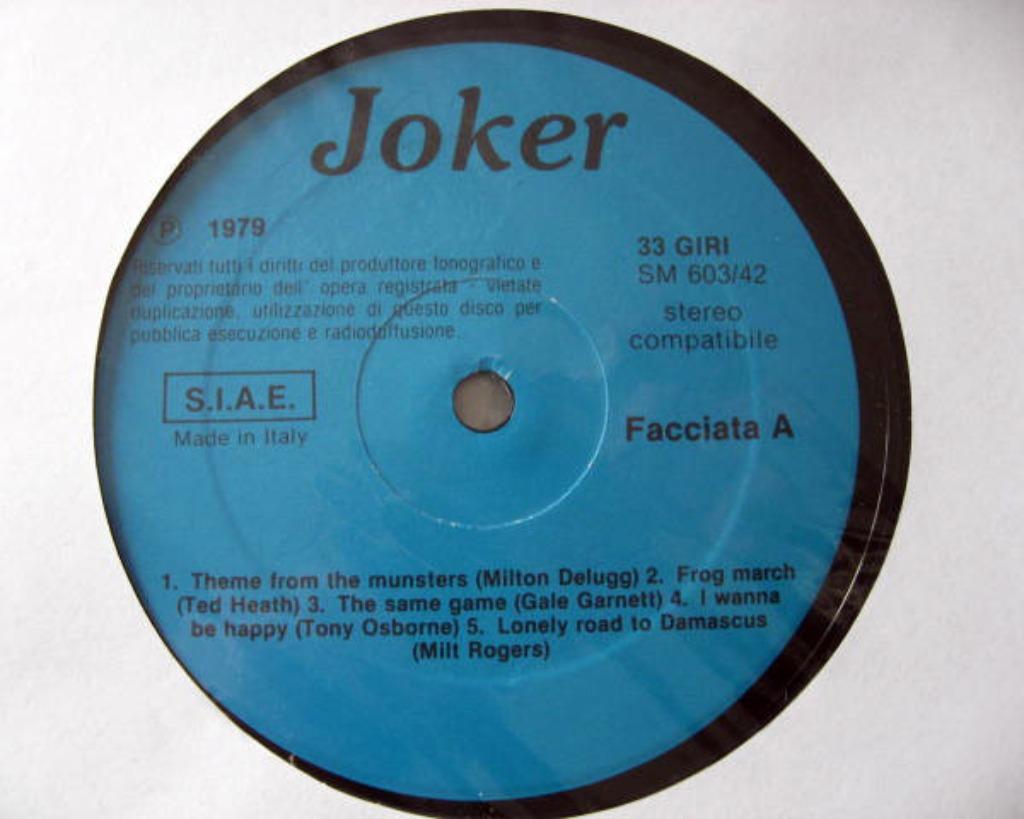 Joker
Ⓟ 1979
Riservati tutti i diritti del produttore fonografico e
del proprietario dell' opera registrata - Vietate
duplicazione, utilizzazione di questo disco per
pubblica esecuzione e radiodiffusione.
S.I.A.E.
Made in Italy
33 GIRI
SM 603/42
stereo
compatibile
Facciata A
1. Theme from the munsters (Milton Delugg) 2. Frog march
(Ted Heath) 3. The same game (Gale Garnett) 4. I wanna
be happy (Tony Osborne) 5. Lonely road to Damascus
(Milt Rogers)